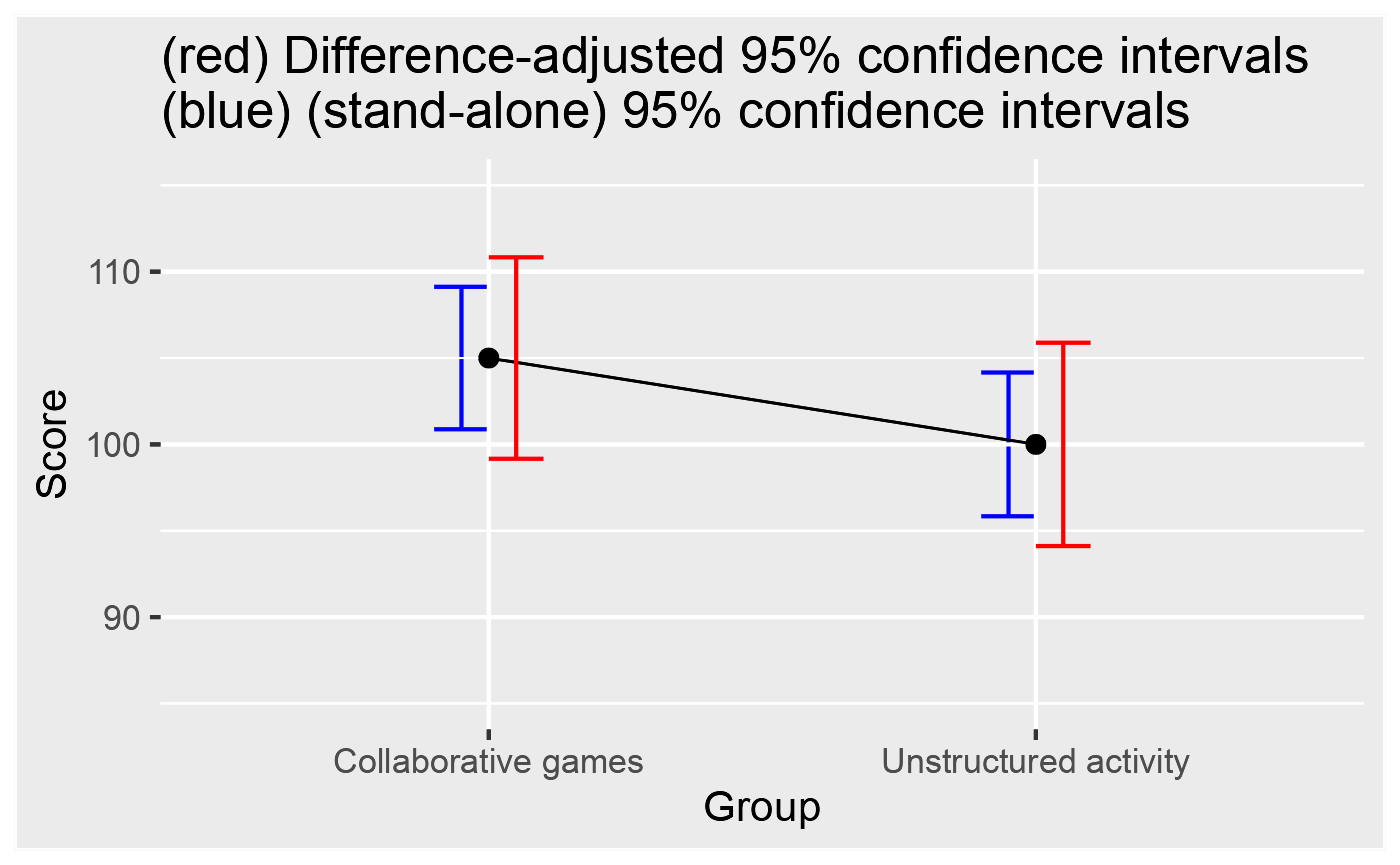 (red) Difference-adjusted 95% confidence intervals
(blue) (stand-alone) 95% confidence intervals
110
100
90
Score
Collaborative games
Unstructured activity
Group